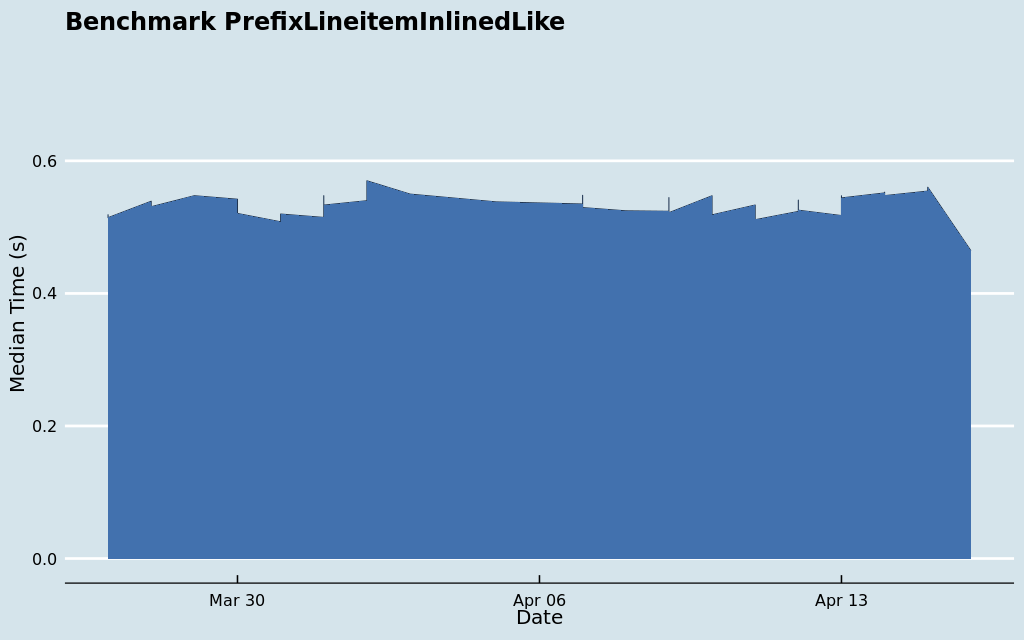 Benchmark PrefixLineitemInlinedLike
0.6
0.4
0.2
0.0
Median Time (s)
Mar 30
Apr 06
Apr 13
Date